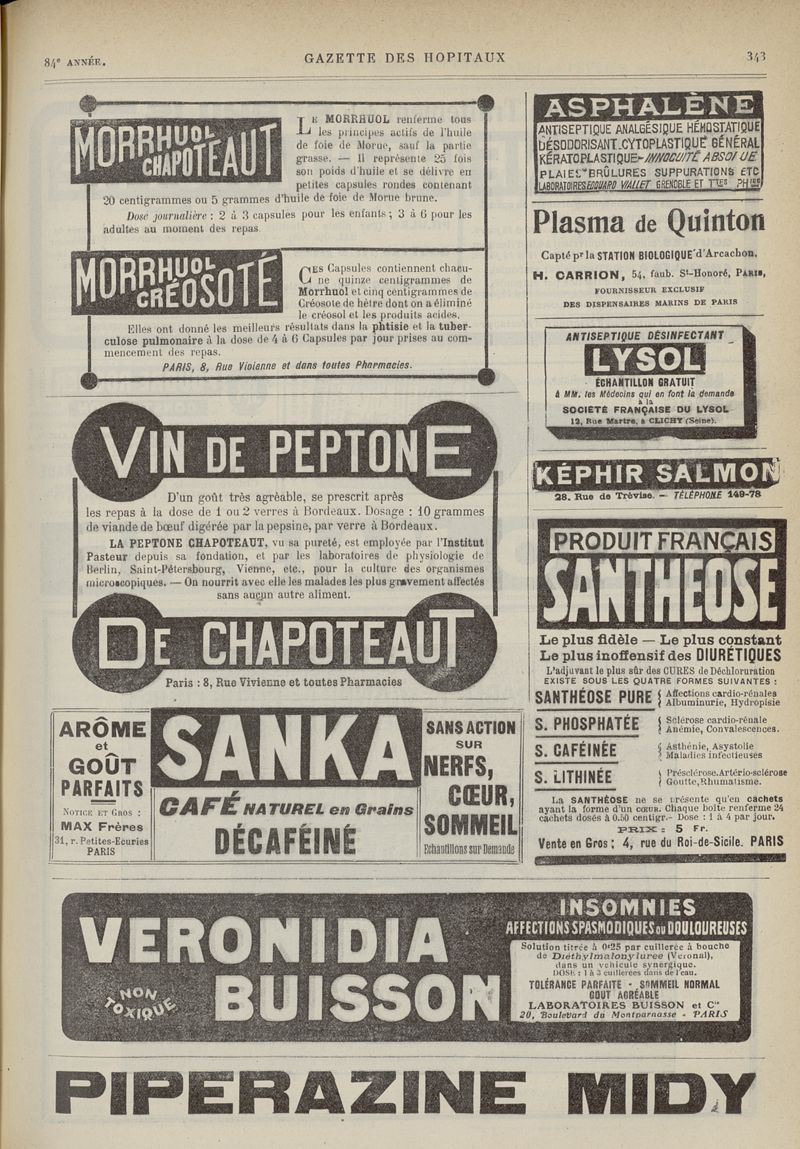 84e ANNÉE.
GAZETTE DES HOPITAUX
343
MORRHUOL
CHAPOTEAUT
LE MORRHUOL renferme tous
les principes actifs de l'huile
de foie de Morue, sauf la partie
grasse. — Il représente 25 fois
son poids d'huile et se délivre en
petites capsules rondes contenant
20 centigrammes ou 5 grammes d'huile de foie de Morue brune.
Dose journalière : 2 à 3 capsules pour les enfants ; 3 à 6 pour les
adultes au moment des repas.
MORRHUOL
CRÉOSOTÉ
CES Capsules contiennent chacu-
ne quinze centigrammes de
Morrhuol et cinq centigrammes de
Créosote de hêtre dont on a éliminé
le créosol et les produits acides.
Elles ont donné les meilleurs résultats dans la phtisie et la tuber-
culose pulmonaire à la dose de 4 à 6 Capsules par jour prises au com-
mencement des repas.
PARIS, 8, Rue Vivienne et dans toutes Pharmacies.
VIN DE PEPTONE
D'un goût très agréable, se prescrit après
les repas à la dose de 1 ou 2 verres à Bordeaux. Dosage : 10 grammes
de viande de bœuf digérée par la pepsine, par verre à Bordeaux.
LA PEPTONE CHAPOTEAUT, vu sa pureté, est employée par l'Institut
Pasteur depuis sa fondation, et par les laboratoires de physiologie de
Berlin, Saint-Pétersbourg, Vienne, etc., pour la culture des organismes
microscopiques. — On nourrit avec elle les malades les plus gravement affectés
sans aucun autre aliment.
DE CHAPOTEAUT
Paris : 8, Rue Vivienne et toutes Pharmacies
ARÔME
et
GOÛT
PARFAITS
NOTICE ET GROS :
MAX Frères
31, r. Petites-Ecuries
PARIS
SANKA
CAFÉ NATUREL en Grains
DÉCAFÉINÉ
SANS ACTION
SUR
NERFS,
CŒUR,
SOMMEIL
Echantillons sur Demande
ASPHALÈNE
ANTISEPTIQUE ANALGÉSIQUE HÉMOSTATIQUE
DÉSODORISANT.CYTOPLASTIQUE GÉNÉRAL
KÉRATOPLASTIQUE-INNOCUITÉ ABSOLUE
PLAIES BRÛLURES SUPPURATIONS ETC
LABORATOIRES EDOUARD VIALLET GRENOBLE ET TTES PHIES
Plasma de Quinton
Capté pr la STATION BIOLOGIQUE d'Arcachon.
H. CARRION, 54, faub. St-Honoré, PARIS,
FOURNISSEUR EXCLUSIF
DES DISPENSAIRES MARINS DE PARIS
ANTISEPTIQUE DÉSINFECTANT
LYSOL
ÉCHANTILLON GRATUIT
à MM. les Médecins qui en font la demande
à la
SOCIÉTÉ FRANÇAISE DU LYSOL
12, Rue Martre, à CLICHY (Seine).
KÉPHIR SALMON
28. Rue de Trévise. — TÉLÉPHONE 149-78
PRODUIT FRANÇAIS
SANTHÉOSE
Le plus fidèle — Le plus constant
Le plus inoffensif des DIURÉTIQUES
L'adjuvant le plus sûr des CURES de Déchloruration
EXISTE SOUS LES QUATRE FORMES SUIVANTES :
SANTHÉOSE PURE { Affections cardio-rénales
Albuminurie, Hydropisie
S. PHOSPHATÉE { Sclérose cardio-rénale
Anémie, Convalescences.
S. CAFÉINÉE { Asthénie, Asystolie
Maladies infectieuses
S. LITHINÉE { Présclérose.Artério-sclérose
Goutte,Rhumatisme.
La SANTHÉOSE ne se présente qu'en cachets
ayant la forme d'un cœur. Chaque boîte renferme 24
cachets dosés à 0.50 centigr.- Dose : 1 à 4 par jour.
PRIX : 5 Fr.
Vente en Gros : 4, rue du Roi-de-Sicile. PARIS
VERONIDIA
BUISSON
NON
TOXIQUE
INSOMNIES
AFFECTIONS SPASMODIQUES OU DOULOUREUSES
Solution titrée à 0g25 par cuillerée à bouche
de Diéthylmalonylurée (Veronal),
dans un vehicule synergique.
DOSE : 1 à 3 cuillerées dans de l'eau.
TOLÉRANCE PARFAITE - SOMMEIL NORMAL
GOUT AGRÉABLE
LABORATOIRES BUISSON et Cie
20, Boulevard du Montparnasse - PARIS
PIPERAZINE MIDY